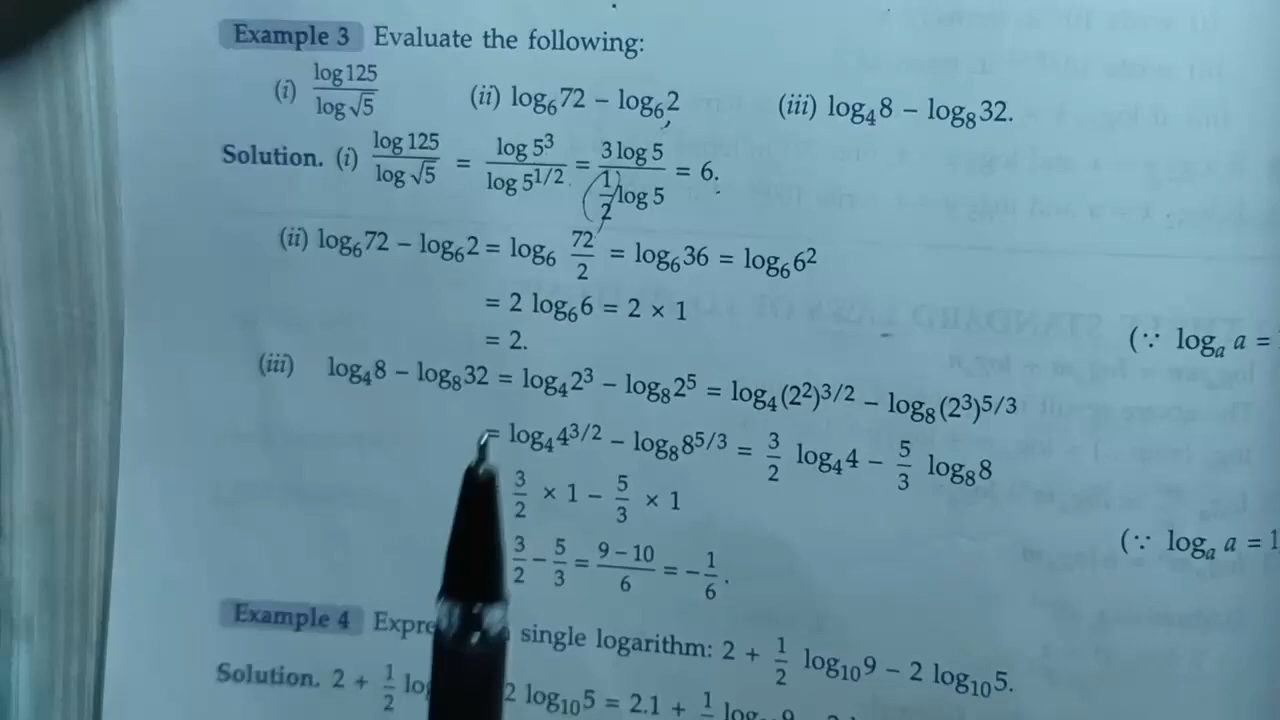 Example 3 Evaluate the following:
(i) log 125 / log √5 (ii) log₆72 − log₆2 (iii) log₄8 − log₈32.
Solution. (i) log 125 / log √5 = log 5³ / log 5^1/2 = 3 log 5 / (1/2 log 5 = 6.
(ii) log₆72 − log₆2 = log₆ 72/2 = log₆36 = log₆6²
= 2 log₆6 = 2 × 1 (∵ logₐ a =
= 2.
(iii) log₄8 − log₈32 = log₄2³ − log₈2⁵ = log₄(2²)^3/2 − log₈(2³)^5/3
= log₄4^3/2 − log₈8^5/3 = 3/2 log₄4 − 5/3 log₈8
3/2 × 1 − 5/3 × 1 (∵ logₐ a = 1
3/2 − 5/3 = 9 − 10 / 6 = − 1/6.
Example 4 single logarithm: 2 + 1/2 log₁₀9 − 2 log₁₀5.
Solution. 2 + 1/2 2 log₁₀5 = 2.1 +